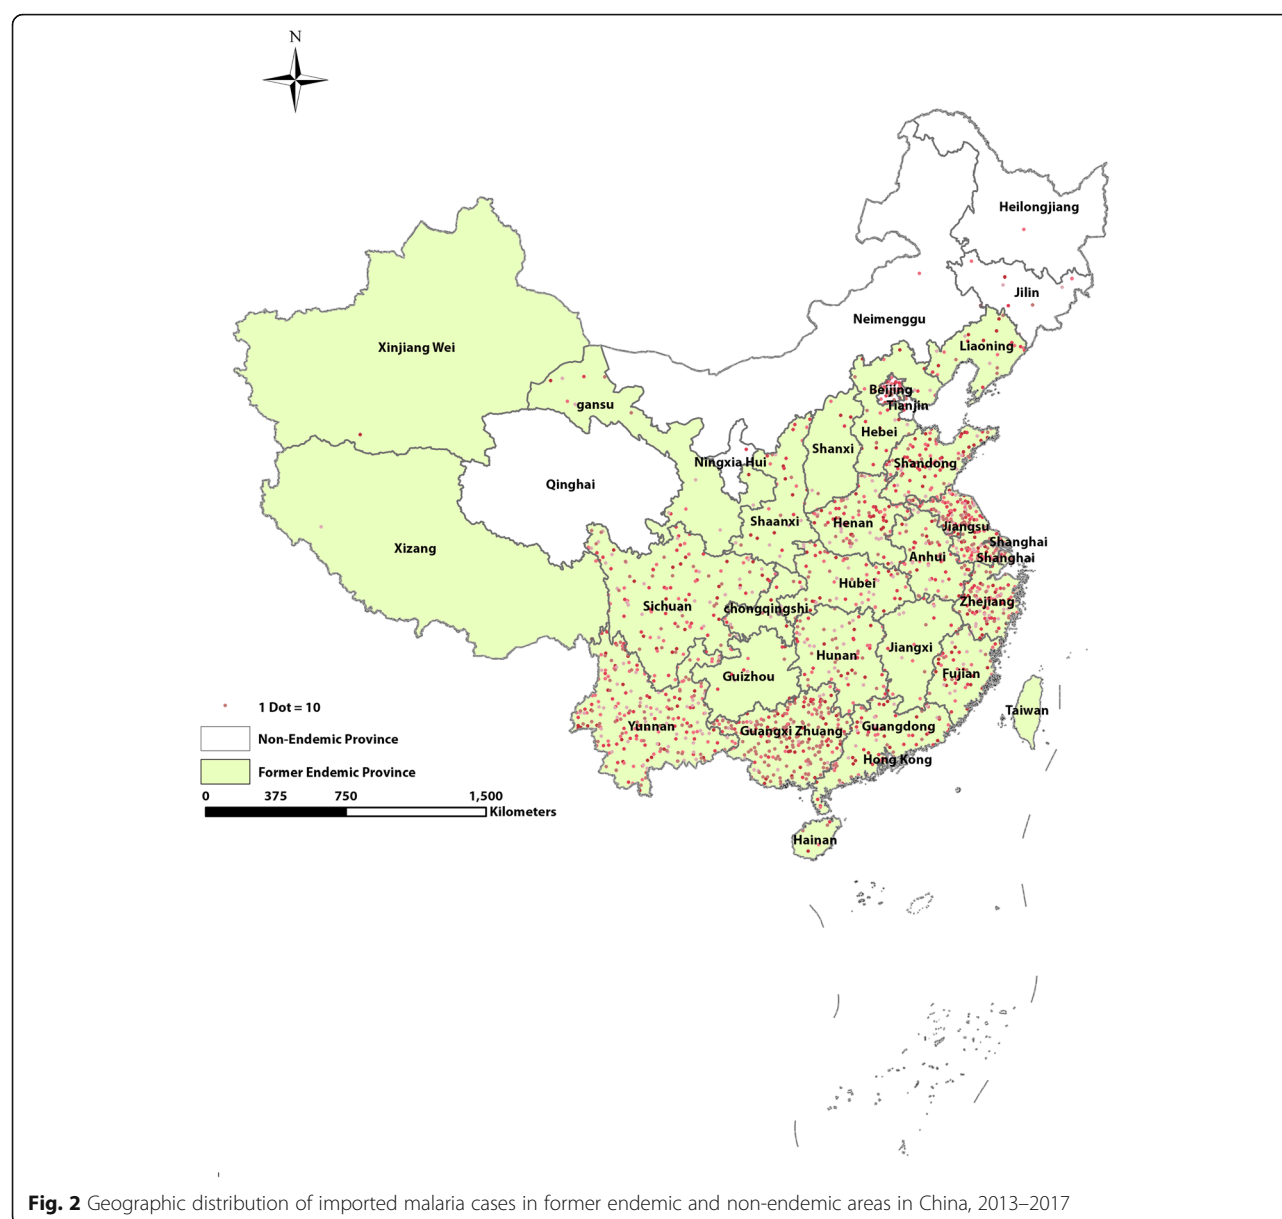 N
Heilongjiang
Jilin
Neimenggu
Xinjiang Wei
Liaoning
Beijing
Tianjin
gansu
Hebei
Shanxi
Ningxia Hui
Shandong
Qinghai
Shaanxi
Henan
Jiangsu
Shanghai
Xizang
Anhui
Shanghai
Hubei
Sichuan
chongqingshi
Zhejiang
Jiangxi
Hunan
Guizhou
Fujian
Taiwan
1 Dot = 10
Yunnan
Guangxi Zhuang
Guangdong
Non-Endemic Province
Hong Kong
Former Endemic Province
0 375 750 1,500
Kilometers
Hainan
Fig. 2 Geographic distribution of imported malaria cases in former endemic and non-endemic areas in China, 2013–2017